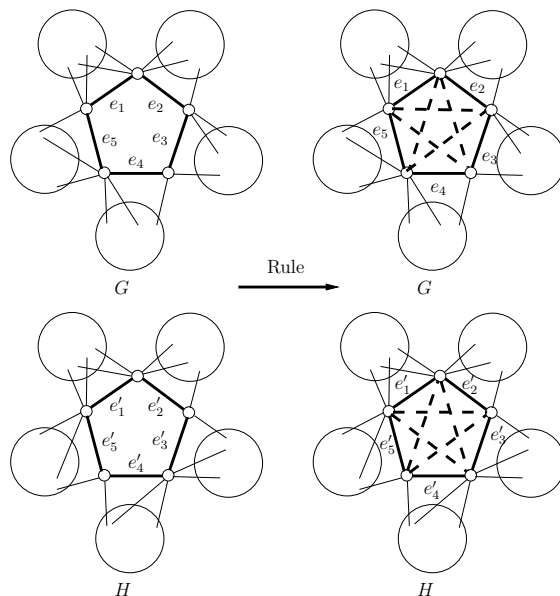 e₁ e₂
e₅ e₃
e₄
e₁ e₂
e₅ e₃
e₄
Rule
G
G
e′₁ e′₂
e′₅ e′₃
e′₄
e′₁ e′₂
e′₅ e′₃
e′₄
H
H